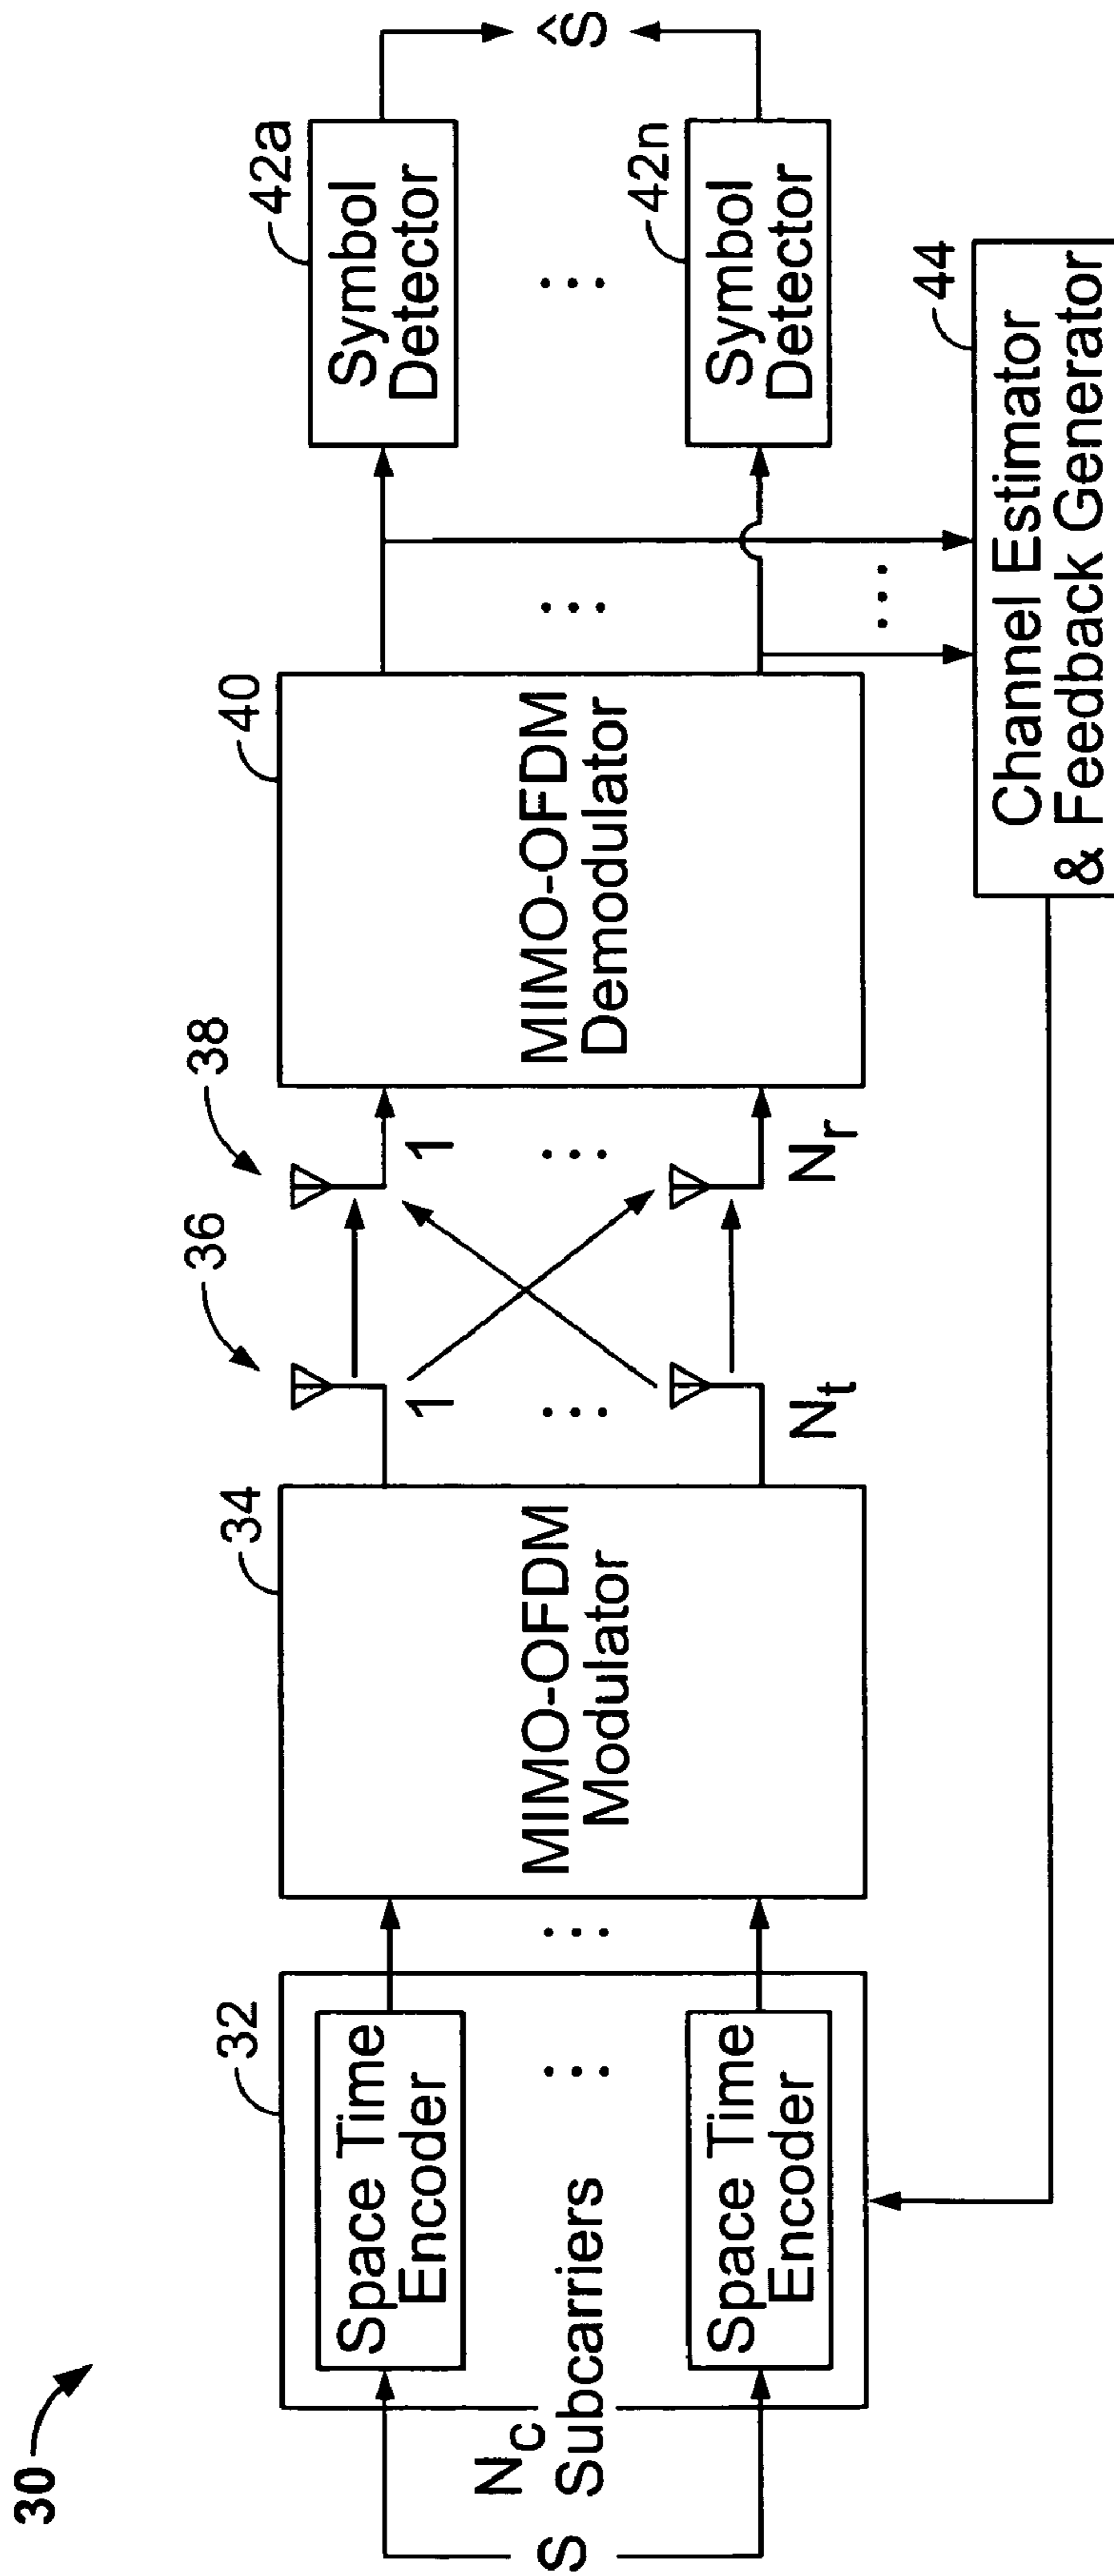 30
S
N_c
Subcarriers
32
Space Time
Encoder
...
Space Time
Encoder
...
34
MIMO-OFDM
Modulator
36
1
...
N_t
38
1
...
N_r
40
MIMO-OFDM
Demodulator
...
...
42a
Symbol
Detector
...
42n
Symbol
Detector
Ŝ
44
Channel Estimator
& Feedback Generator